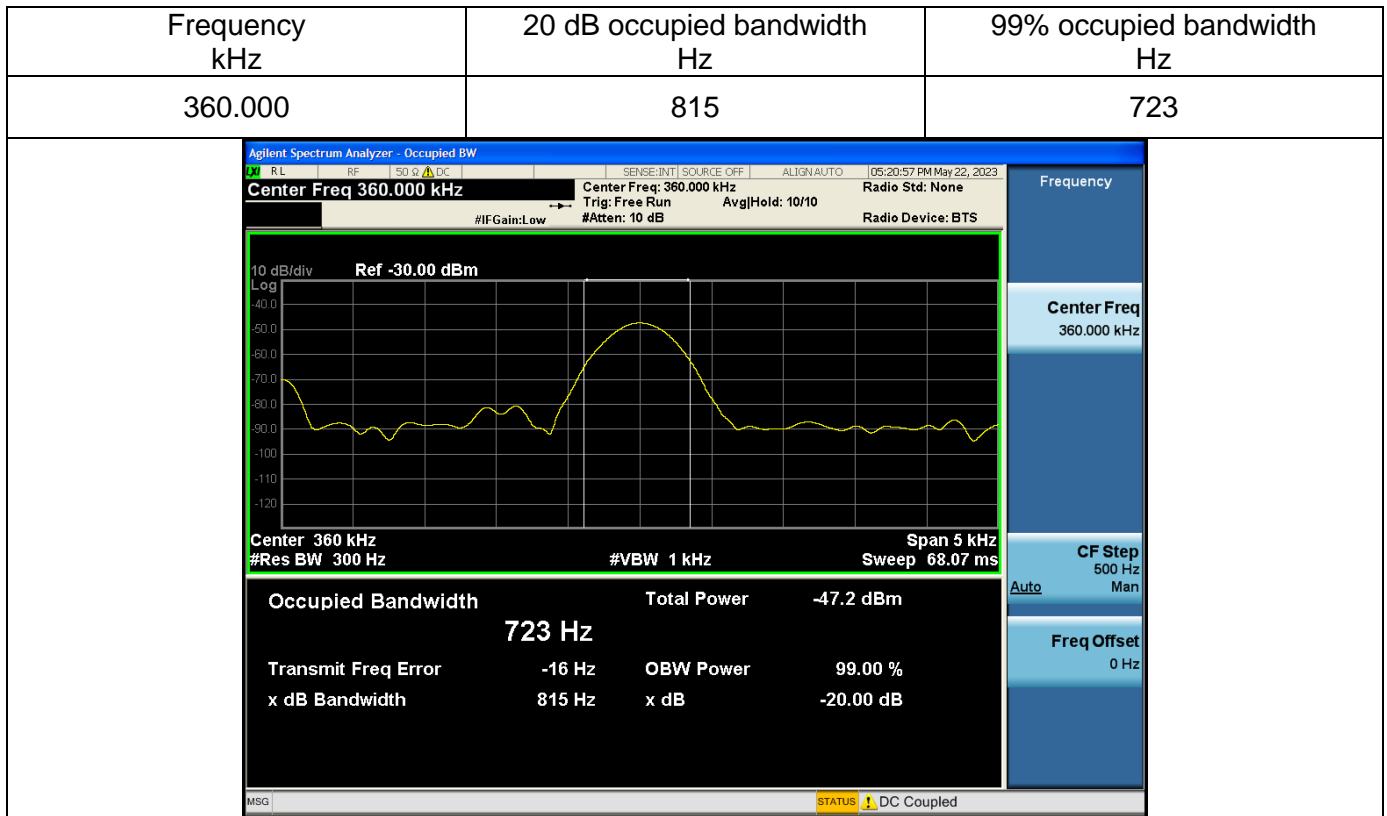 Frequency
kHz
20 dB occupied bandwidth
Hz
99% occupied bandwidth
Hz
360.000
815
723
Agilent Spectrum Analyzer - Occupied BW
LXI RL RF 50 Ω DC SENSE:INT SOURCE OFF ALIGN AUTO 05:20:57 PM May 22, 2023
Center Freq 360.000 kHz
Center Freq: 360.000 kHz
Radio Std: None
Trig: Free Run Avg|Hold: 10/10
#IFGain:Low
#Atten: 10 dB
Radio Device: BTS
10 dB/div Ref -30.00 dBm
Log
-40.0
-50.0
-60.0
-70.0
-80.0
-90.0
-100
-110
-120
Center 360 kHz Span 5 kHz
#Res BW 300 Hz #VBW 1 kHz Sweep 68.07 ms
Occupied Bandwidth Total Power -47.2 dBm
723 Hz
Transmit Freq Error -16 Hz OBW Power 99.00 %
x dB Bandwidth 815 Hz x dB -20.00 dB
Frequency
Center Freq
360.000 kHz
CF Step
500 Hz
Auto Man
Freq Offset
0 Hz
MSG STATUS DC Coupled